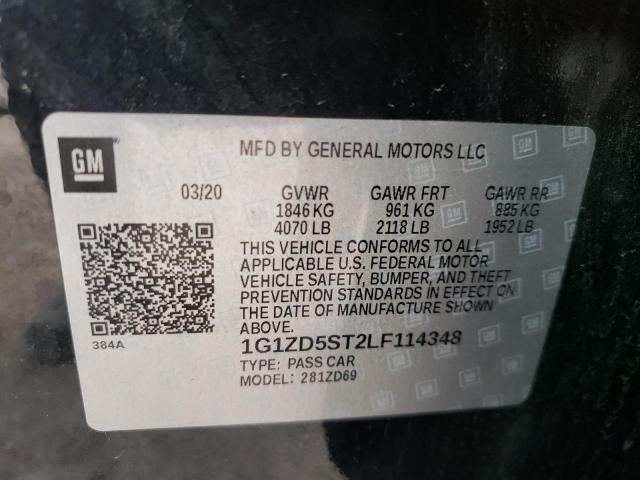 GM
MFD BY GENERAL MOTORS LLC
03/20 GVWR GAWR FRT GAWR RR
1846 KG 961 KG 885 KG
4070 LB 2118 LB 1952 LB
THIS VEHICLE CONFORMS TO ALL
APPLICABLE U.S. FEDERAL MOTOR
VEHICLE SAFETY, BUMPER, AND THEFT
PREVENTION STANDARDS IN EFFECT ON
THE DATE OF MANUFACTURE SHOWN
ABOVE.
384A
1G1ZD5ST2LF114348
TYPE: PASS CAR
MODEL: 281ZD69